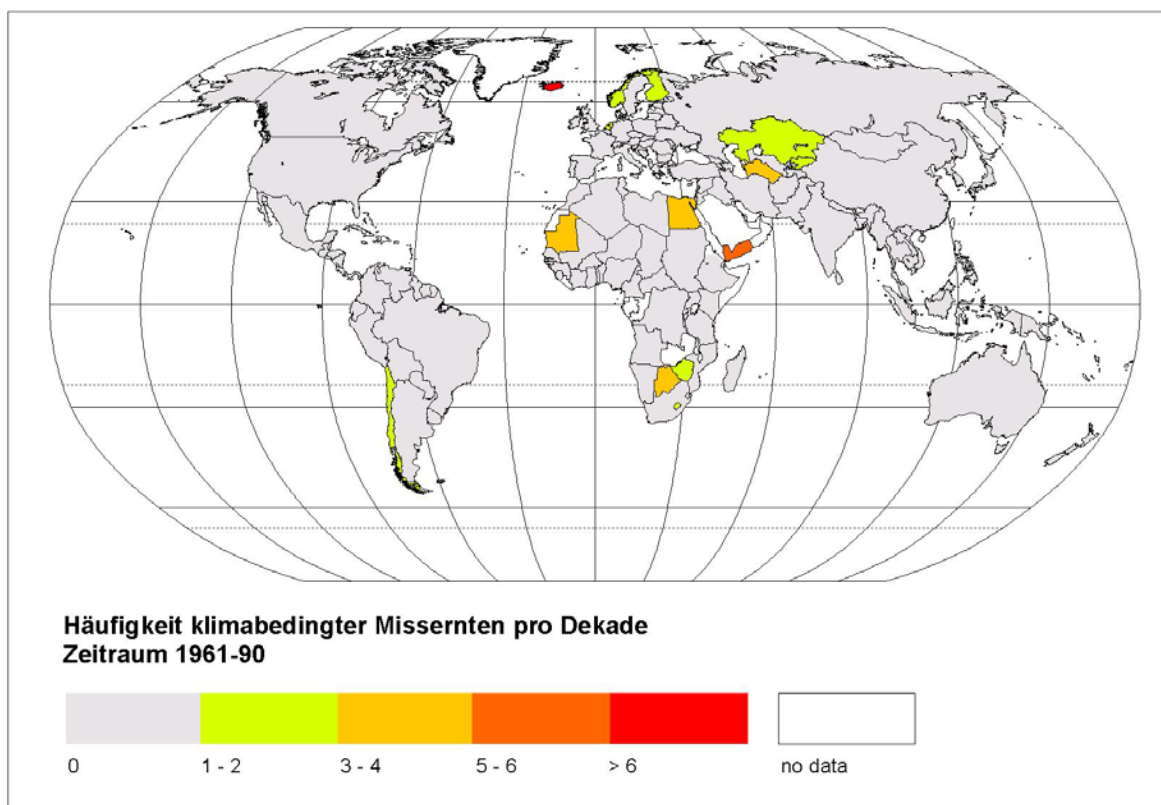 Häufigkeit klimabedingter Missernten pro Dekade
Zeitraum 1961-90
0 1 - 2 3 - 4 5 - 6 > 6 no data